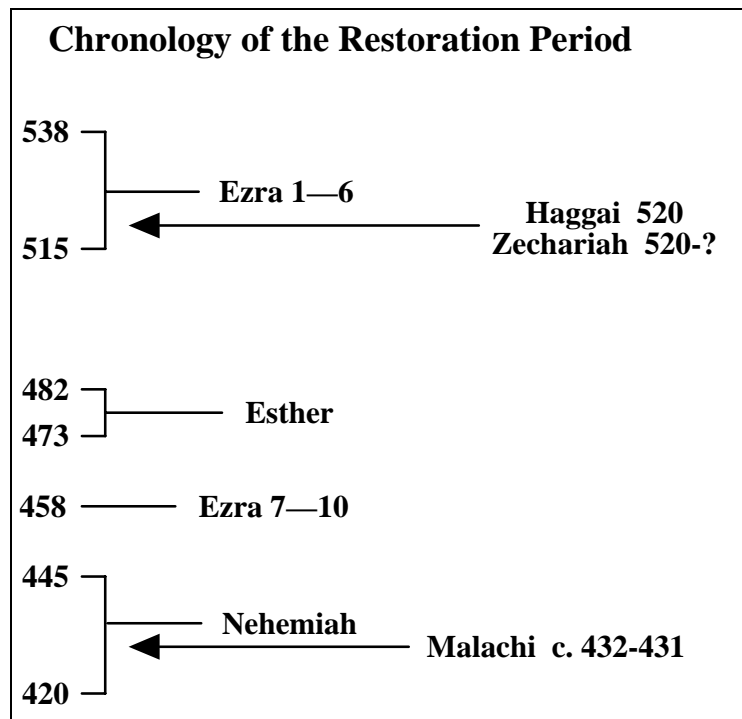 Chronology of the Restoration Period
538
Ezra 1—6
Haggai 520
Zechariah 520-?
515
482
Esther
473
458
Ezra 7—10
445
Nehemiah
Malachi c. 432-431
420